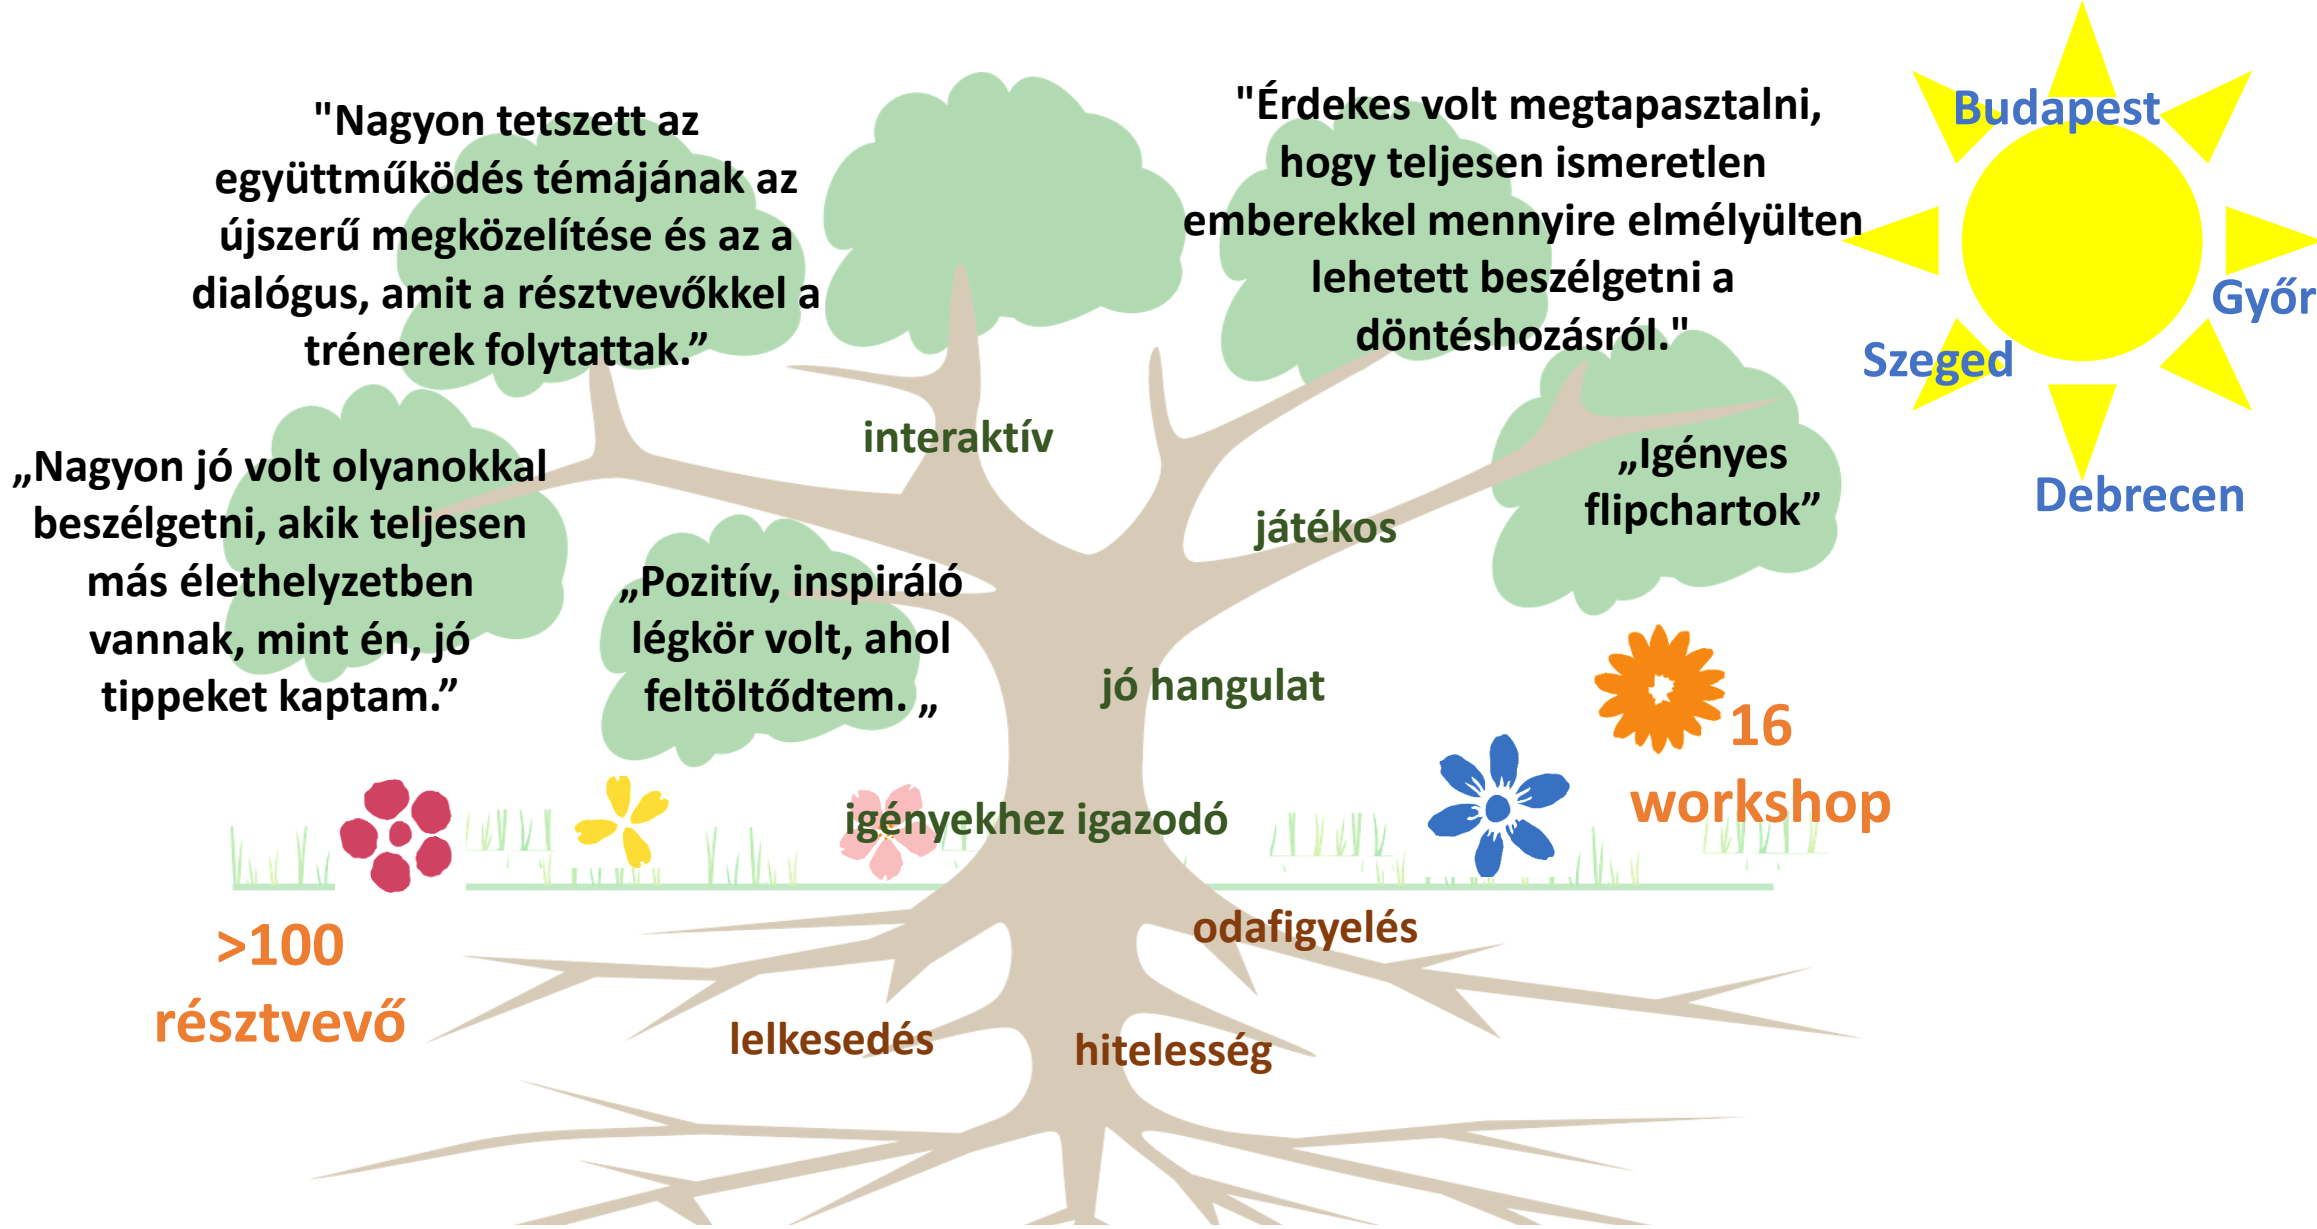 "Nagyon tetszett az
együttműködés témájának az
újszerű megközelítése és az a
dialógus, amit a résztvevőkkel a
trénerek folytattak.”
"Érdekes volt megtapasztalni,
hogy teljesen ismeretlen
emberekkel mennyire elmélyülten
lehetett beszélgetni a
döntéshozásról."
Budapest
Győr
Szeged
Debrecen
interaktív
„Nagyon jó volt olyanokkal
beszélgetni, akik teljesen
más élethelyzetben
vannak, mint én, jó
tippeket kaptam.”
„Igényes
flipchartok”
játékos
„Pozitív, inspiráló
légkör volt, ahol
feltöltődtem. „
jó hangulat
16
workshop
igényekhez igazodó
>100
résztvevő
odafigyelés
lelkesedés
hitelesség